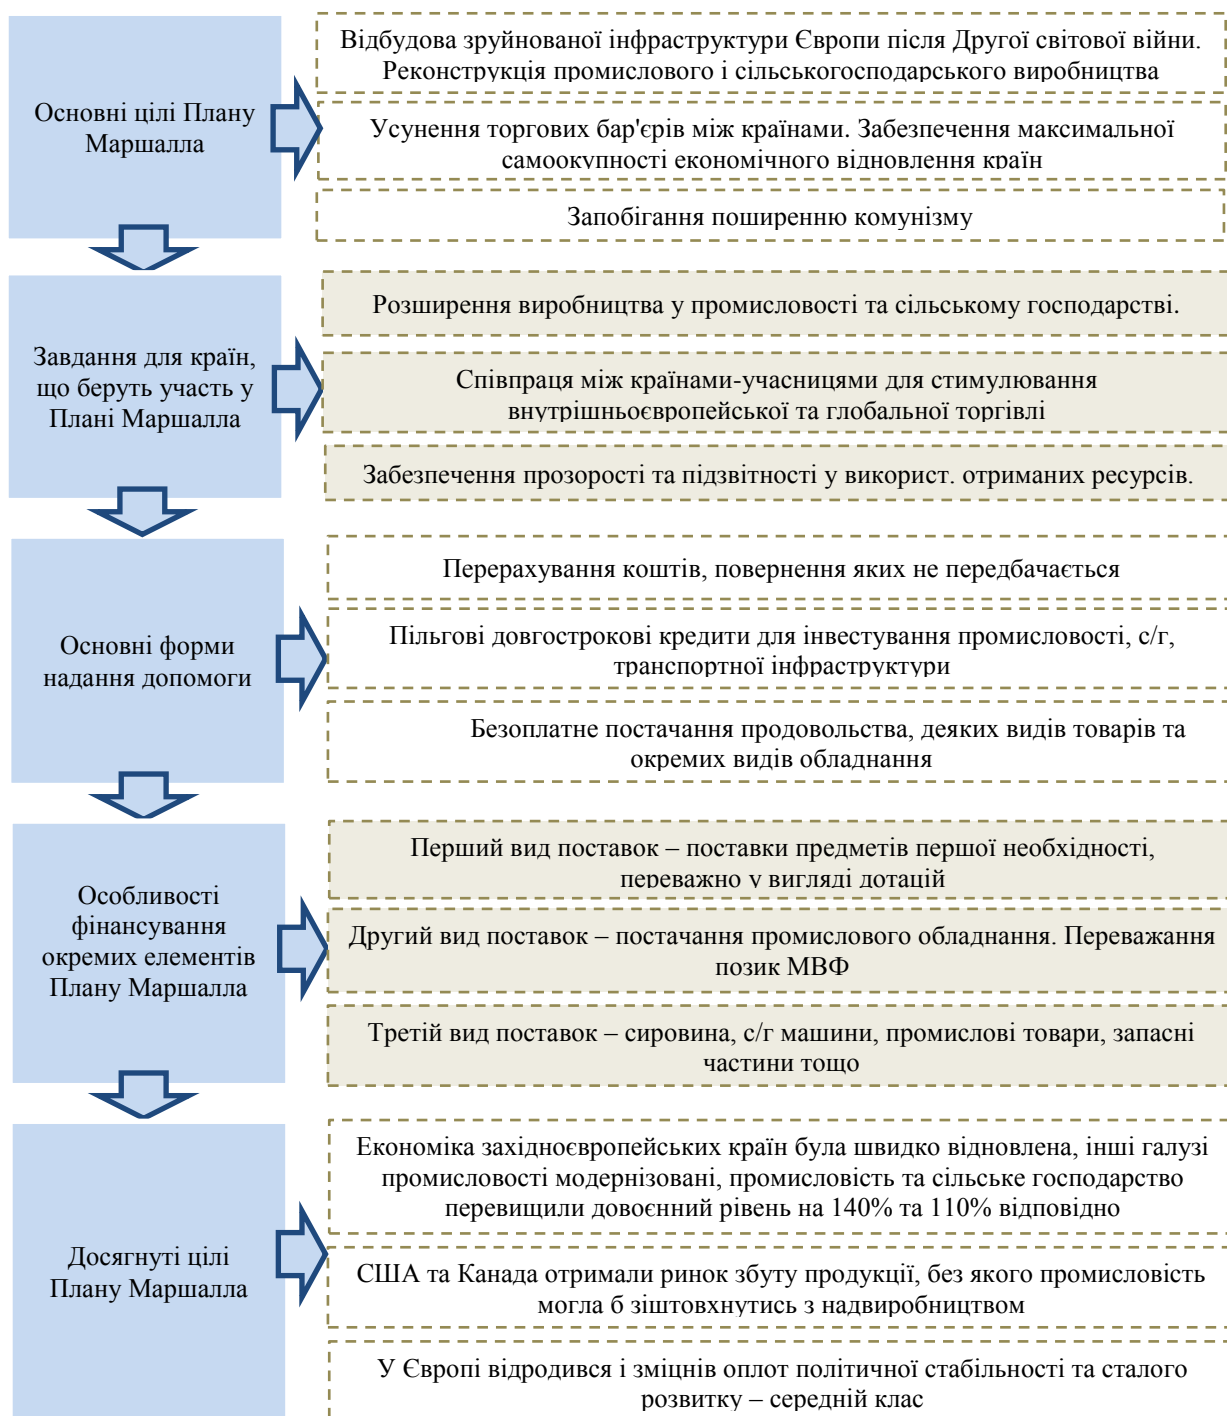 Основні цілі Плану
Маршалла
Відбудова зруйнованої інфраструктури Європи після Другої світової війни.
Реконструкція промислового і сільськогосподарського виробництва
Усунення торгових бар'єрів між країнами. Забезпечення максимальної
самоокупності економічного відновлення країн
Запобігання поширенню комунізму
Завдання для країн,
що беруть участь у
Плані Маршалла
Розширення виробництва у промисловості та сільському господарстві.
Співпраця між країнами-учасницями для стимулювання
внутрішньоєвропейської та глобальної торгівлі
Забезпечення прозорості та підзвітності у використ. отриманих ресурсів.
Основні форми
надання допомоги
Перерахування коштів, повернення яких не передбачається
Пільгові довгострокові кредити для інвестування промисловості, с/г,
транспортної інфраструктури
Безоплатне постачання продовольства, деяких видів товарів та
окремих видів обладнання
Особливості
фінансування
окремих елементів
Плану Маршалла
Перший вид поставок – поставки предметів першої необхідності,
переважно у вигляді дотацій
Другий вид поставок – постачання промислового обладнання. Переважання
позик МВФ
Третій вид поставок – сировина, с/г машини, промислові товари, запасні
частини тощо
Досягнуті цілі
Плану Маршалла
Економіка західноєвропейських країн була швидко відновлена, інші галузі
промисловості модернізовані, промисловість та сільське господарство
перевищили довоєнний рівень на 140% та 110% відповідно
США та Канада отримали ринок збуту продукції, без якого промисловість
могла б зіштовхнутись з надвиробництвом
У Європі відродився і зміцнів оплот політичної стабільності та сталого
розвитку – середній клас